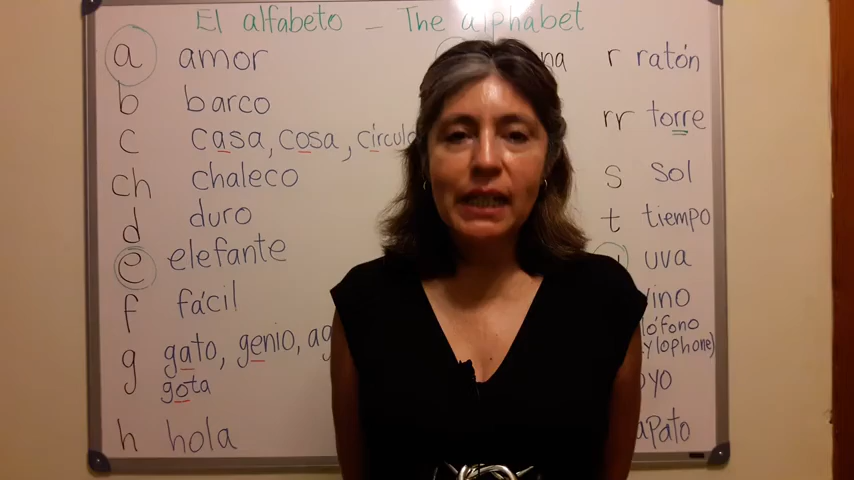 El alfabeto – The alphabet
a amor
b barco
c casa, cosa, círculo
ch chaleco
d duro
e elefante
f fácil
g gato, genio,
gota
h hola
r ratón
rr torre
s sol
t tiempo
uva